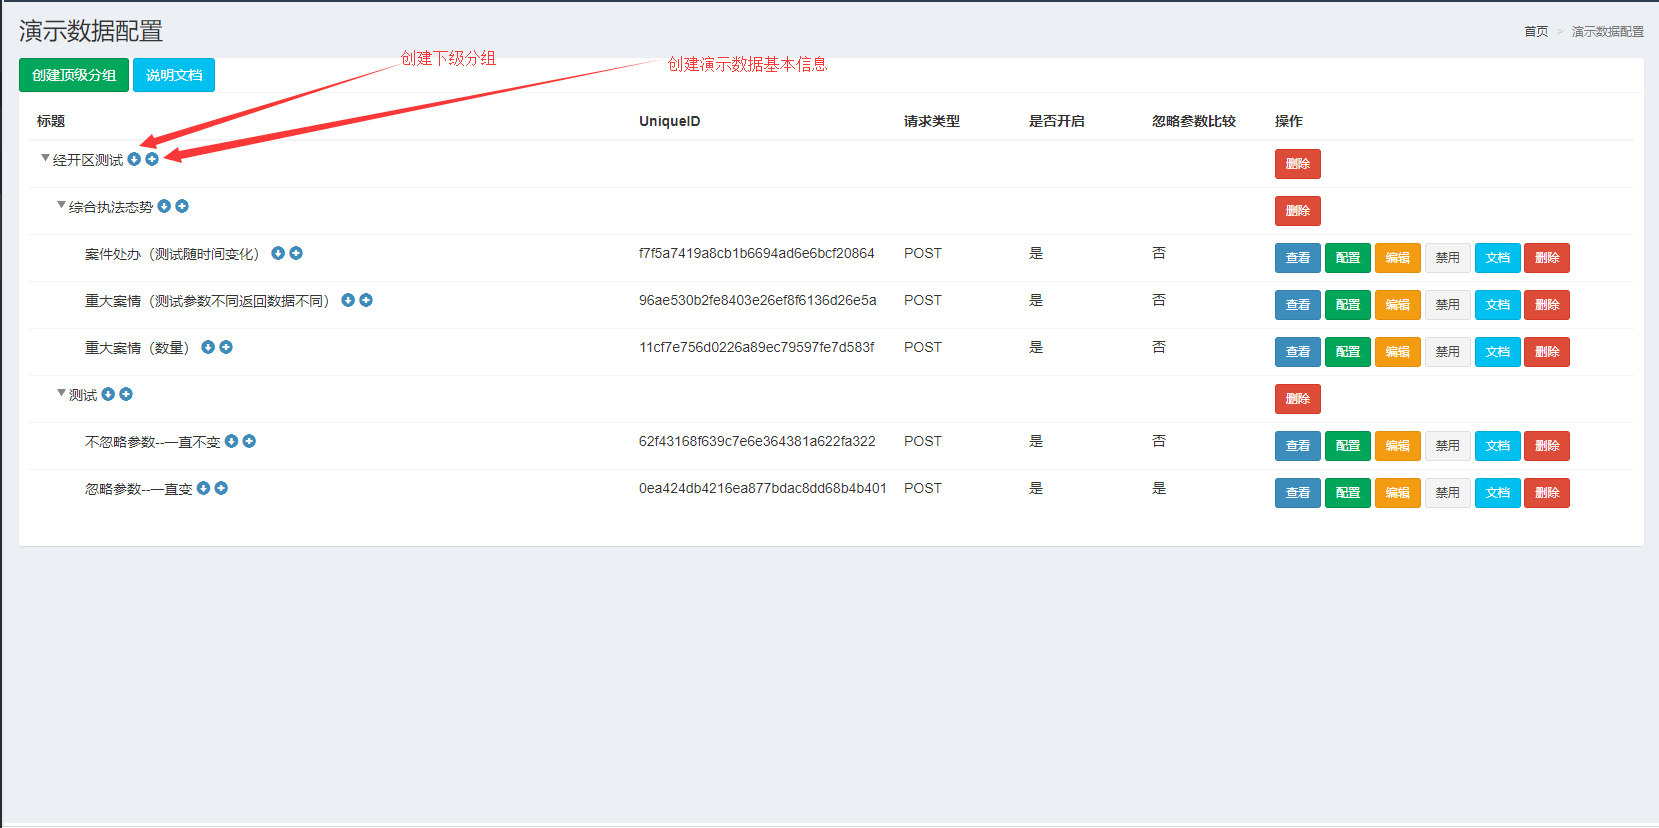 演示数据配置
首页 > 演示数据配置
创建下级分组
创建演示数据基本信息
创建顶级分组 说明文档
标题 UniqueID 请求类型 是否开启 忽略参数比较 操作
经开区测试 删除
综合执法态势 删除
案件处办（测试随时间变化） f7f5a7419a8cb1b6694ad6e6bcf20864 POST 是 否 查看 配置 编辑 禁用 文档 删除
重大案情（测试参数不同返回数据不同） 96ae530b2fe8403e26ef8f6136d26e5a POST 是 否 查看 配置 编辑 禁用 文档 删除
重大案情（数量） 11cf7e756d0226a89ec79597fe7d583f POST 是 否 查看 配置 编辑 禁用 文档 删除
测试 删除
不忽略参数--一直不变 62f43168f639c7e6e364381a622fa322 POST 是 否 查看 配置 编辑 禁用 文档 删除
忽略参数--一直变 0ea424db4216ea877bdac8dd68b4b401 POST 是 是 查看 配置 编辑 禁用 文档 删除